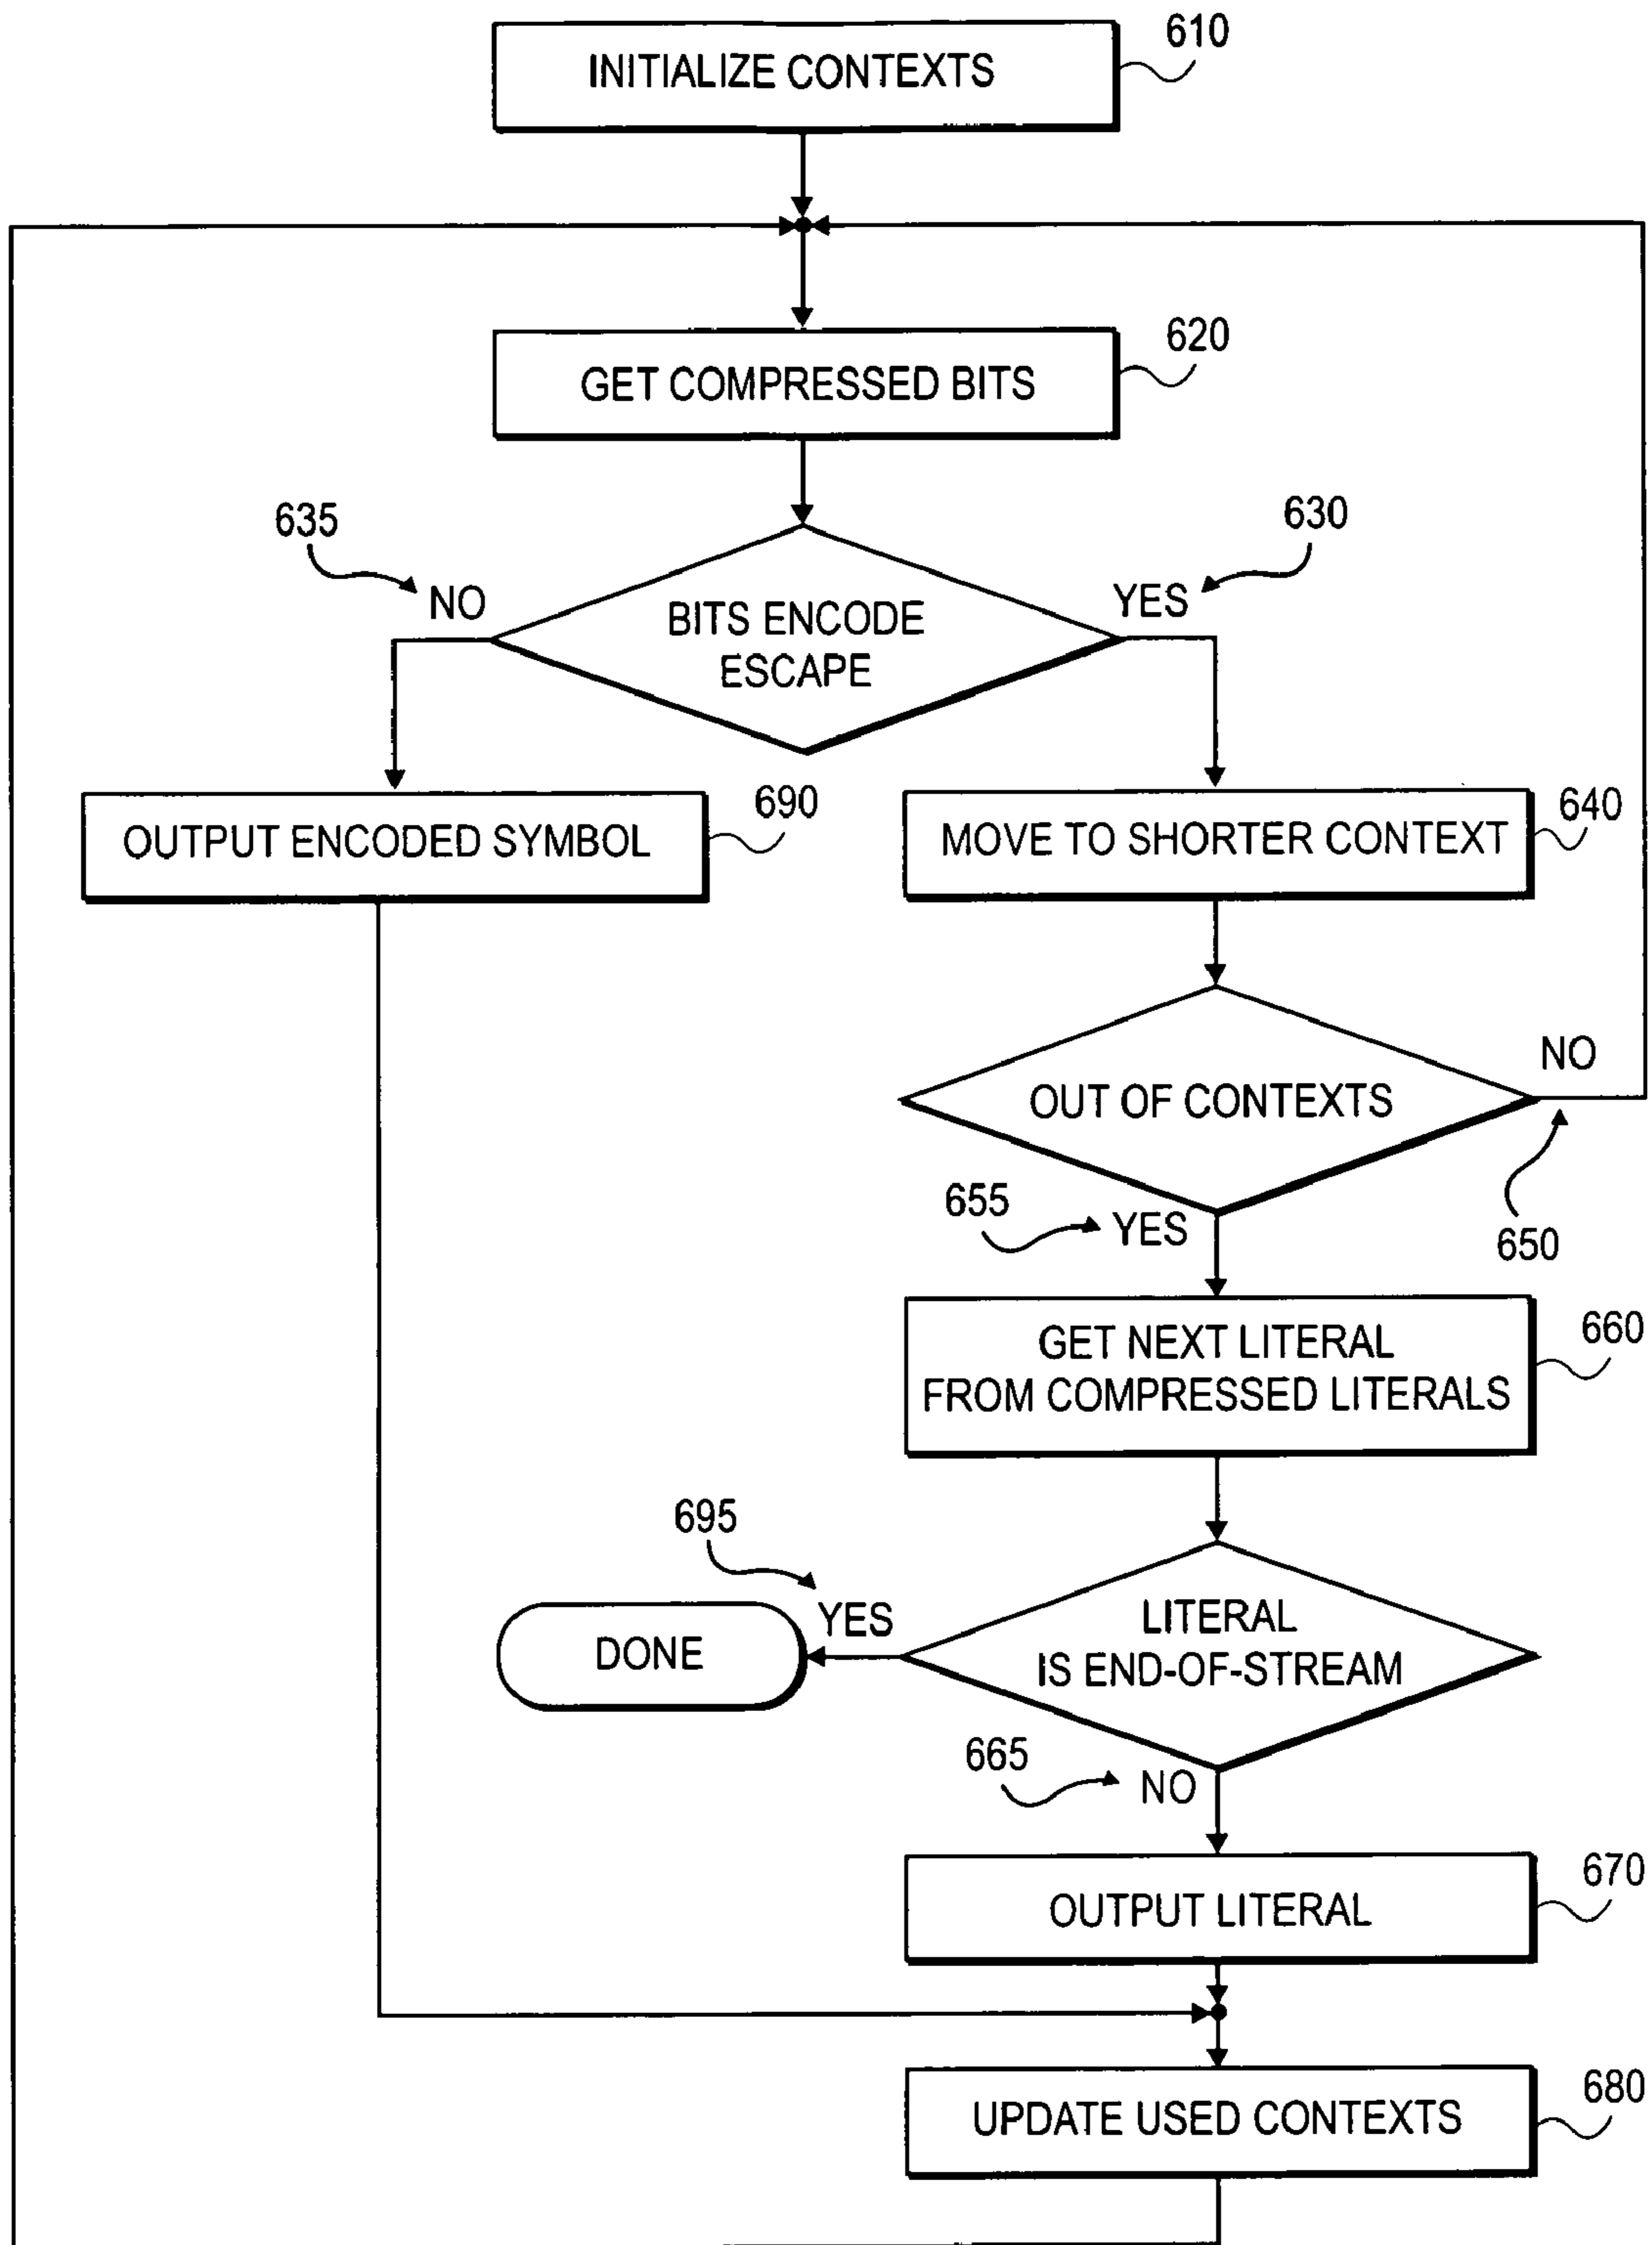 INITIALIZE CONTEXTS
610
GET COMPRESSED BITS
620
635
NO
BITS ENCODE
ESCAPE
YES
630
OUTPUT ENCODED SYMBOL
690
MOVE TO SHORTER CONTEXT
640
OUT OF CONTEXTS
NO
650
655
YES
GET NEXT LITERAL
FROM COMPRESSED LITERALS
660
695
YES
DONE
LITERAL
IS END-OF-STREAM
665
NO
OUTPUT LITERAL
670
UPDATE USED CONTEXTS
680